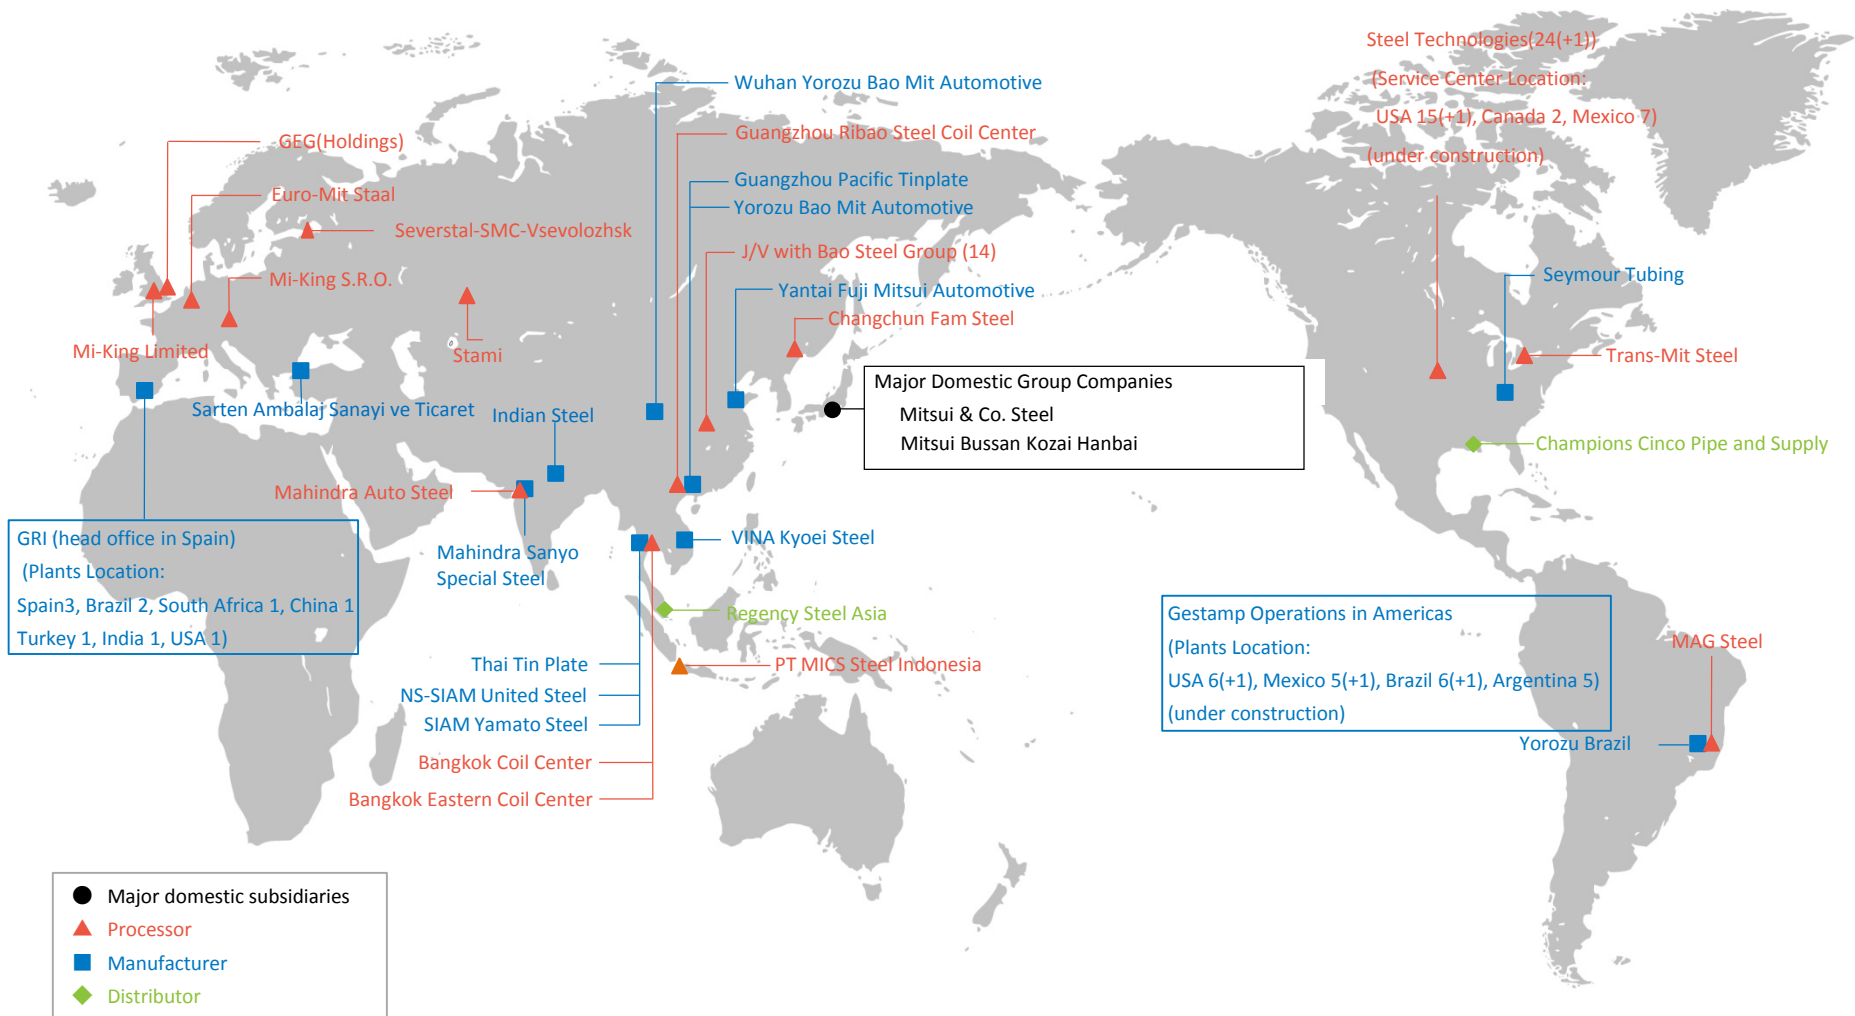 Steel Technologies(24(+1))
(Service Center Location:
USA 15(+1), Canada 2, Mexico 7)
(under construction)
Wuhan Yorozu Bao Mit Automotive
Guangzhou Ribao Steel Coil Center
GEG(Holdings)
Guangzhou Pacific Tinplate
Euro-Mit Staal
Yorozu Bao Mit Automotive
Severstal-SMC-Vsevolozhsk
J/V with Bao Steel Group (14)
Mi-King S.R.O.
Seymour Tubing
Yantai Fuji Mitsui Automotive
Changchun Fam Steel
Mi-King Limited
Stami
Trans-Mit Steel
Major Domestic Group Companies
Mitsui & Co. Steel
Mitsui Bussan Kozai Hanbai
Sarten Ambalaj Sanayi ve Ticaret
Indian Steel
Champions Cinco Pipe and Supply
Mahindra Auto Steel
GRI (head office in Spain)
(Plants Location:
Spain3, Brazil 2, South Africa 1, China 1
Turkey 1, India 1, USA 1)
Mahindra Sanyo
Special Steel
VINA Kyoei Steel
Regency Steel Asia
Gestamp Operations in Americas
(Plants Location:
USA 6(+1), Mexico 5(+1), Brazil 6(+1), Argentina 5)
(under construction)
MAG Steel
Thai Tin Plate
PT MICS Steel Indonesia
NS-SIAM United Steel
SIAM Yamato Steel
Yorozu Brazil
Bangkok Coil Center
Bangkok Eastern Coil Center
Major domestic subsidiaries
Processor
Manufacturer
Distributor